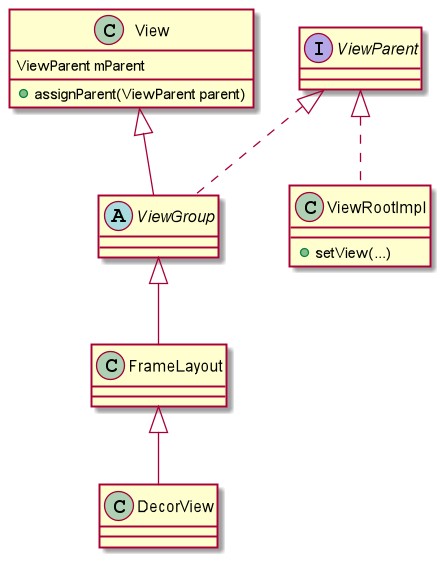 C View
ViewParent mParent
assignParent(ViewParent parent)
I ViewParent
A ViewGroup
C ViewRootImpl
setView(...)
C FrameLayout
C DecorView